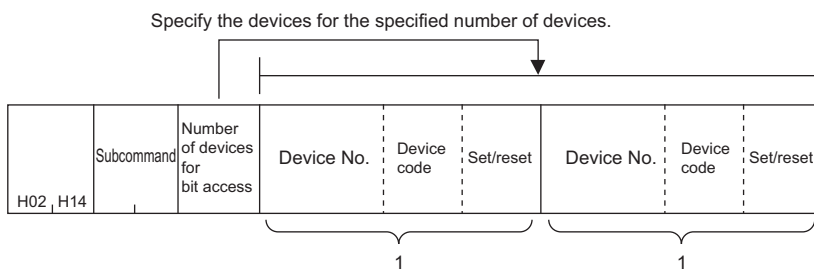 Specify the devices for the specified number of devices.
Subcommand
Number
of devices
for
bit access
Device No.
Device
code
Set/reset
Device No.
Device
code
Set/reset
H02 H14
1
1